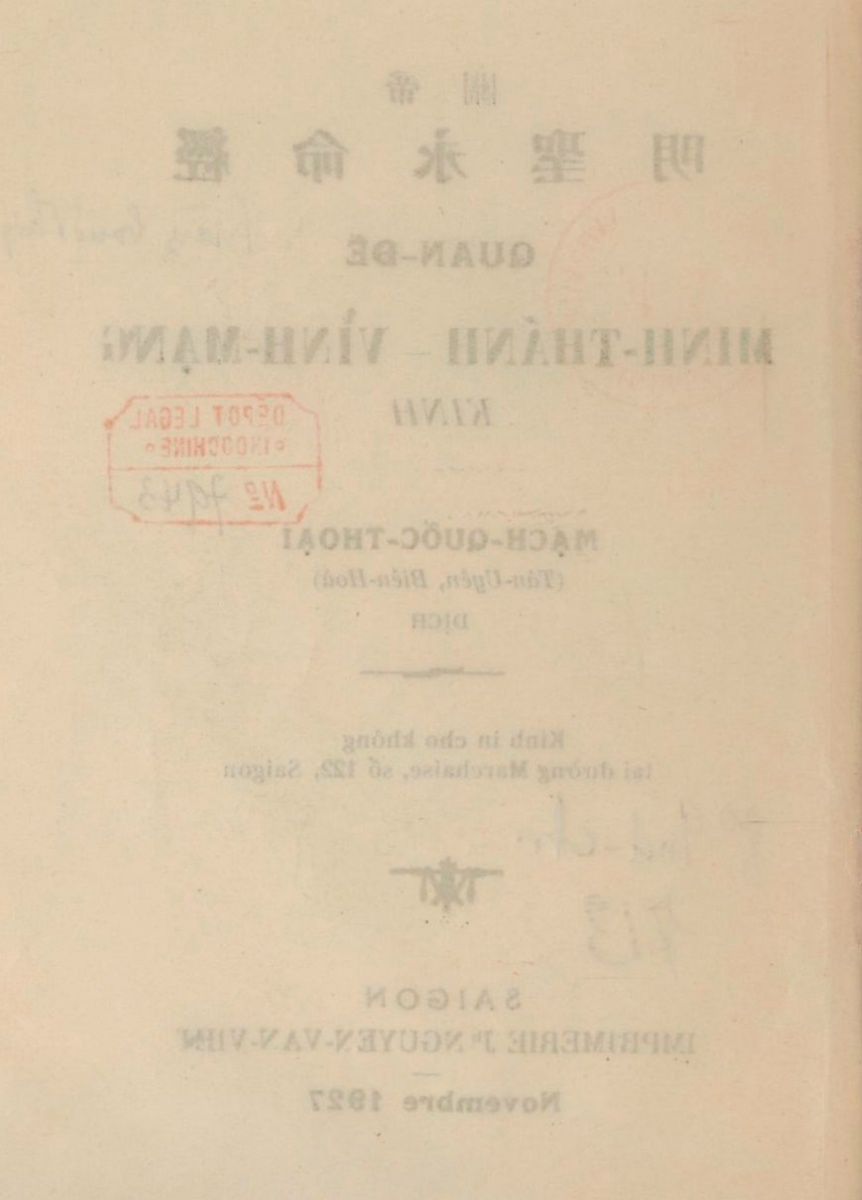 關帝
明聖永命經
QUAN-ĐẾ
MINH-THÁNH – VĨNH-MẠNG
KINH
DÉPOT LÉGAL
INDOCHINE
Nº 7943
MẠCH-QUỐC-THOẠI
(Tân-Uyên, Biên-Hoà)
DỊCH
Kinh in cho không
tại đường Marchaise, số 122, Saigon
713
SAIGON
IMPRIMERIE Jh NGUYEN-VAN-VIET
Novembre 1927